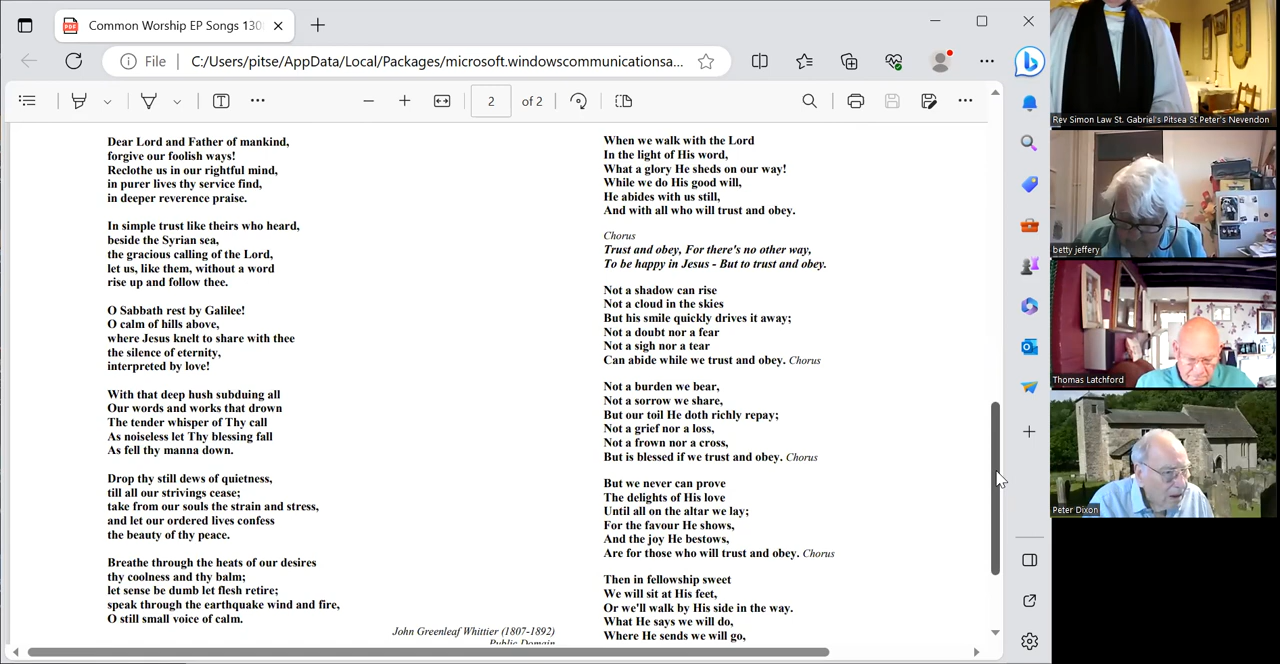 Common Worship EP Songs 130
File
C:/Users/pitse/AppData/Local/Packages/microsoft.windowscommunicationsa...
2 of 2
Dear Lord and Father of mankind,
forgive our foolish ways!
Reclothe us in our rightful mind,
in purer lives thy service find,
in deeper reverence praise.
In simple trust like theirs who heard,
beside the Syrian sea,
the gracious calling of the Lord,
let us, like them, without a word
rise up and follow thee.
O Sabbath rest by Galilee!
O calm of hills above,
where Jesus knelt to share with thee
the silence of eternity,
interpreted by love!
With that deep hush subduing all
Our words and works that drown
The tender whisper of Thy call
As noiseless let Thy blessing fall
As fell thy manna down.
Drop thy still dews of quietness,
till all our strivings cease;
take from our souls the strain and stress,
and let our ordered lives confess
the beauty of thy peace.
Breathe through the heats of our desires
thy coolness and thy balm;
let sense be dumb let flesh retire;
speak through the earthquake wind and fire,
O still small voice of calm.
John Greenleaf Whittier (1807-1892)
Public Domain
When we walk with the Lord
In the light of His word,
What a glory He sheds on our way!
While we do His good will,
He abides with us still,
And with all who will trust and obey.
Chorus
Trust and obey, For there's no other way,
To be happy in Jesus - But to trust and obey.
Not a shadow can rise
Not a cloud in the skies
But his smile quickly drives it away;
Not a doubt nor a fear
Not a sigh nor a tear
Can abide while we trust and obey. Chorus
Not a burden we bear,
Not a sorrow we share,
But our toil He doth richly repay;
Not a grief nor a loss,
Not a frown nor a cross,
But is blessed if we trust and obey. Chorus
But we never can prove
The delights of His love
Until all on the altar we lay;
For the favour He shows,
And the joy He bestows,
Are for those who will trust and obey. Chorus
Then in fellowship sweet
We will sit at His feet,
Or we'll walk by His side in the way.
What He says we will do,
Where He sends we will go,
Rev Simon Law St. Gabriel's Pitsea St Peter's Nevendon
betty jeffery
Thomas Latchford
Peter Dixon